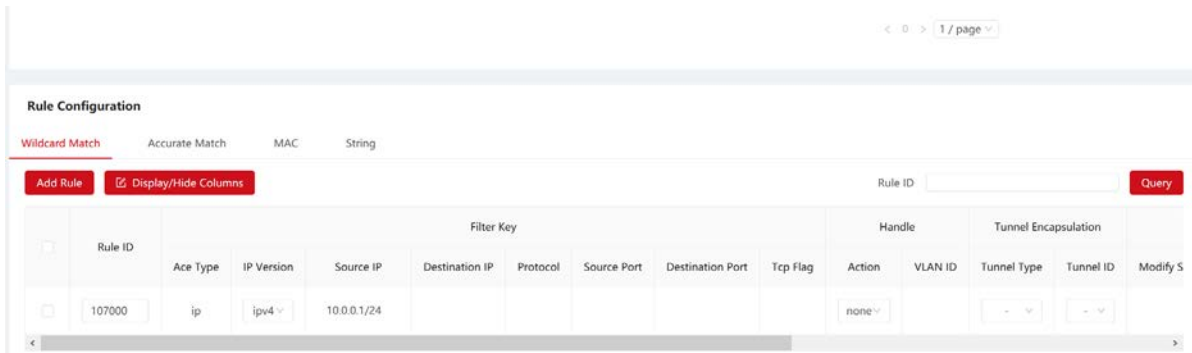 < 0 > 1 / page
Rule Configuration
Wildcard Match Accurate Match MAC String
Add Rule Display/Hide Columns Rule ID Query
Rule ID Filter Key Handle Tunnel Encapsulation
Ace Type IP Version Source IP Destination IP Protocol Source Port Destination Port Tcp Flag Action VLAN ID Tunnel Type Tunnel ID Modify S
107000 ip ipv4 10.0.0.1/24 none - -